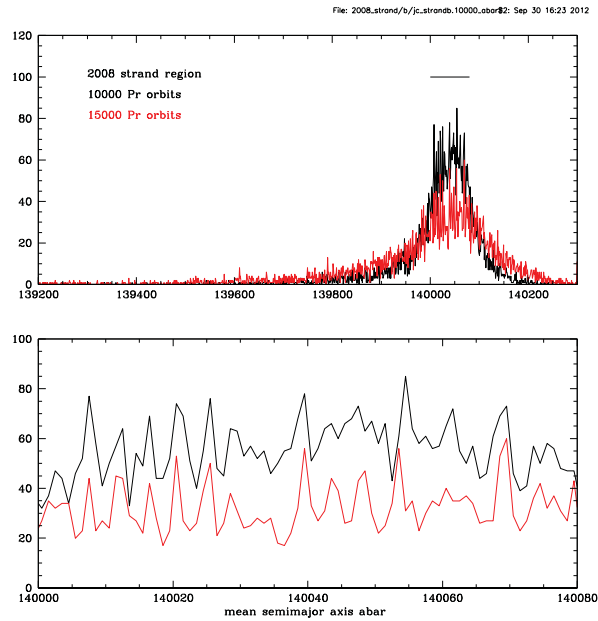 File: 2008_strand/b/jc_strandb.10000_abar$2: Sep 30 16:23 2012
120
100
80
60
40
20
0
2008 strand region
10000 Pr orbits
15000 Pr orbits
139200 139400 139600 139800 140000 140200
100
80
60
40
20
0
140000 140020 140040 140060 140080
mean semimajor axis abar